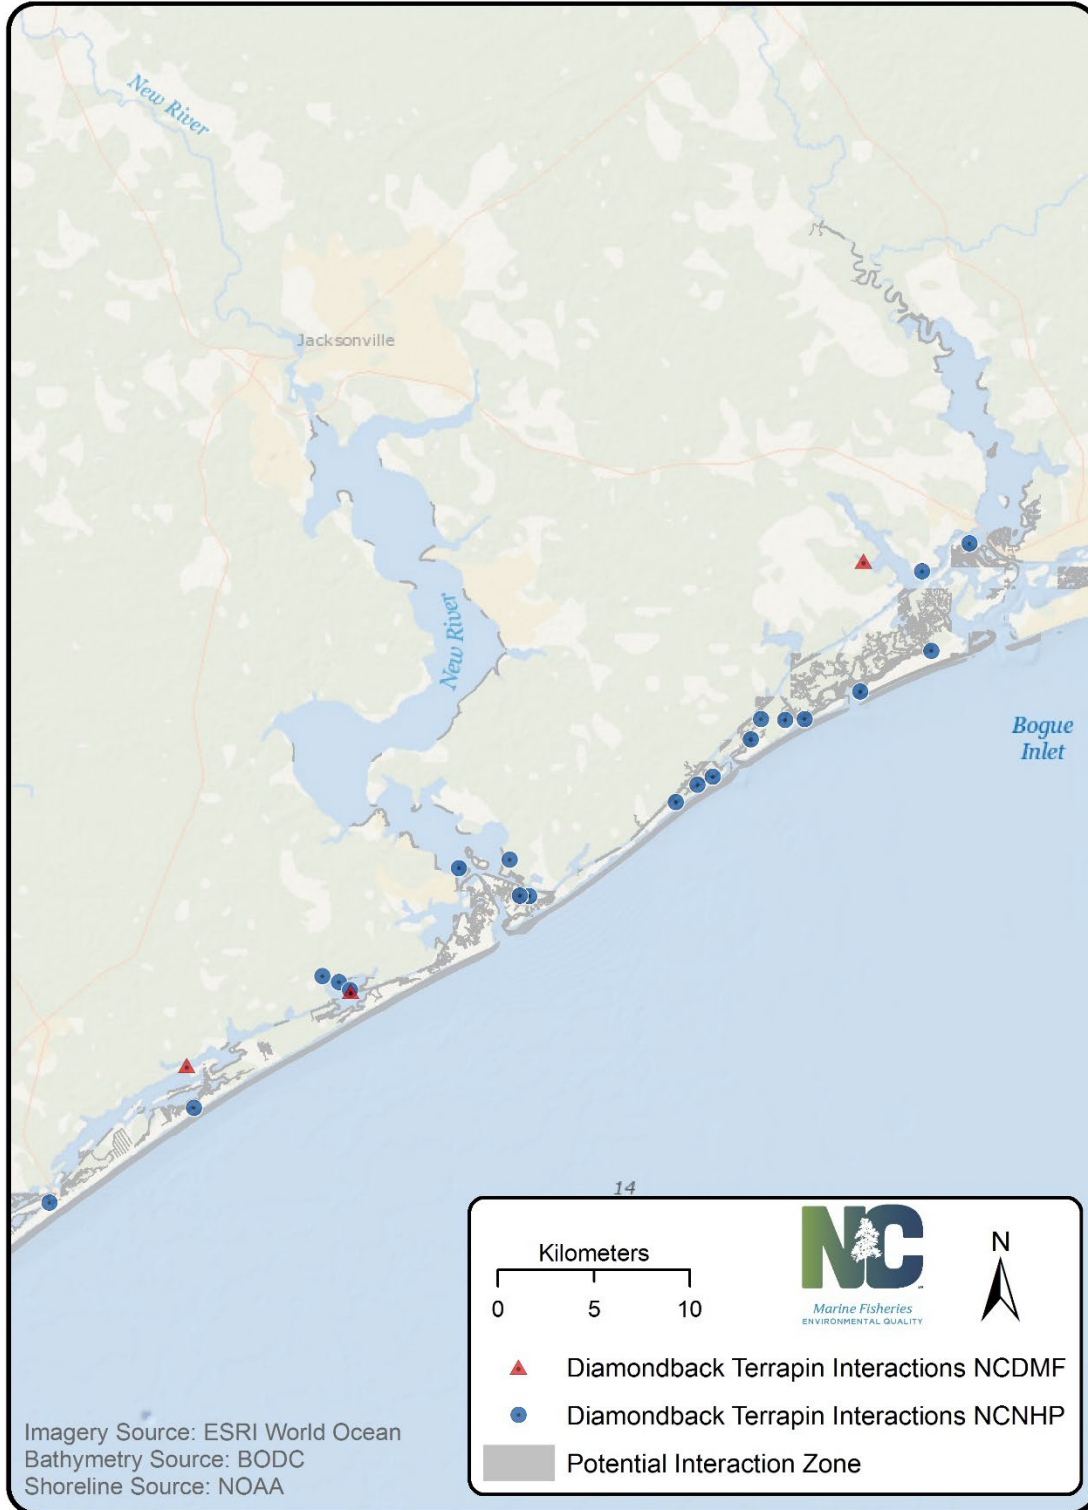 New River
Jacksonville
New River
Bogue
Inlet
14
Kilometers
0 5 10
NC
Marine Fisheries
ENVIRONMENTAL QUALITY
N
Diamondback Terrapin Interactions NCDMF
Diamondback Terrapin Interactions NCNHP
Potential Interaction Zone
Imagery Source: ESRI World Ocean
Bathymetry Source: BODC
Shoreline Source: NOAA